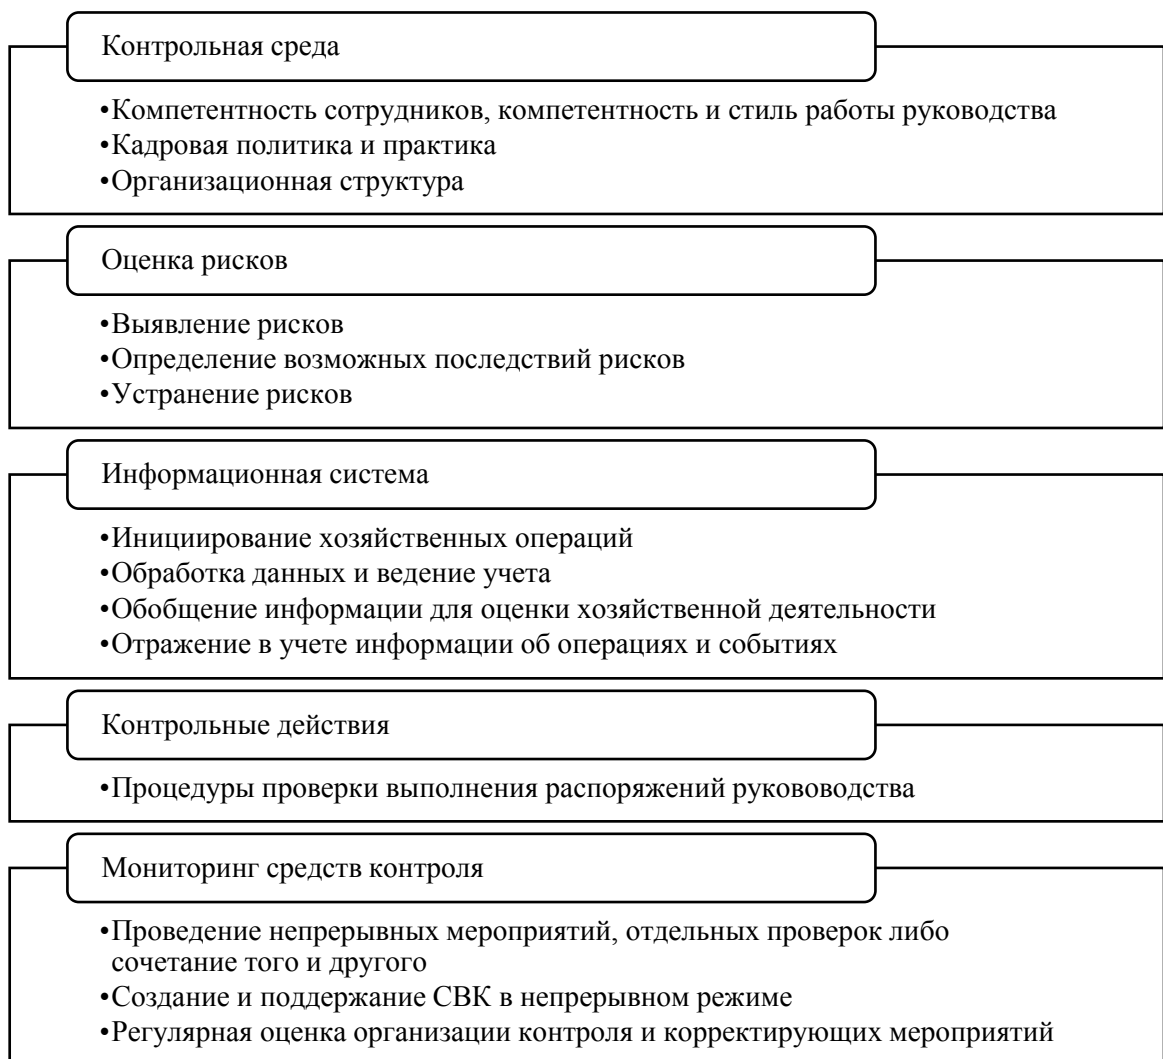 Контрольная среда
•Компетентность сотрудников, компетентность и стиль работы руководства
•Кадровая политика и практика
•Организационная структура
Оценка рисков
•Выявление рисков
•Определение возможных последствий рисков
•Устранение рисков
Информационная система
•Инициирование хозяйственных операций
•Обработка данных и ведение учета
•Обобщение информации для оценки хозяйственной деятельности
•Отражение в учете информации об операциях и событиях
Контрольные действия
•Процедуры проверки выполнения распоряжений рукововодства
Мониторинг средств контроля
•Проведение непрерывных мероприятий, отдельных проверок либо
сочетание того и другого
•Создание и поддержание СВК в непрерывном режиме
•Регулярная оценка организации контроля и корректирующих мероприятий